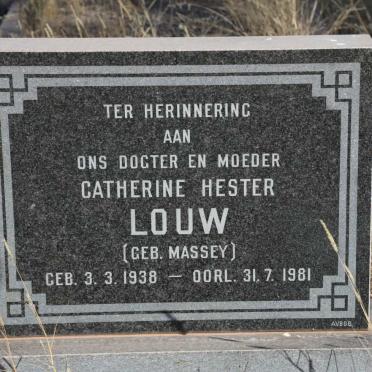 TER HERINNERING
AAN
ONS DOGTER EN MOEDER
CATHERINE HESTER
LOUW
(GEB. MASSEY)
GEB. 3. 3. 1938 — OORL. 31. 7. 1981